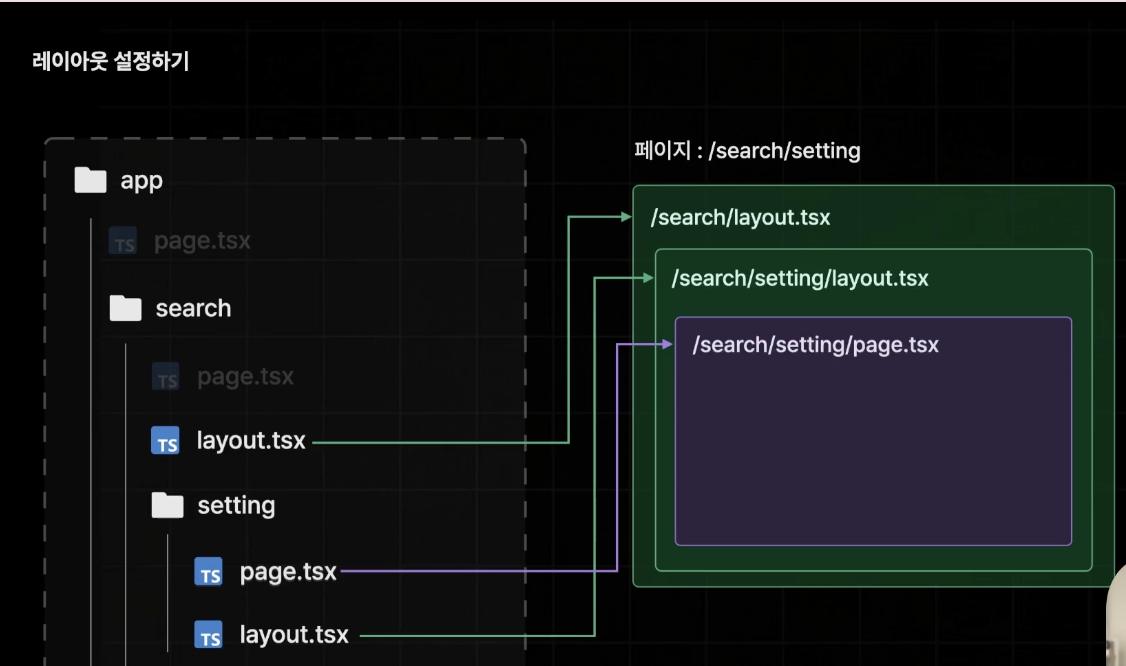 레이아웃 설정하기
app
TS page.tsx
search
TS page.tsx
TS layout.tsx
setting
TS page.tsx
TS layout.tsx
페이지 : /search/setting
/search/layout.tsx
/search/setting/layout.tsx
/search/setting/page.tsx